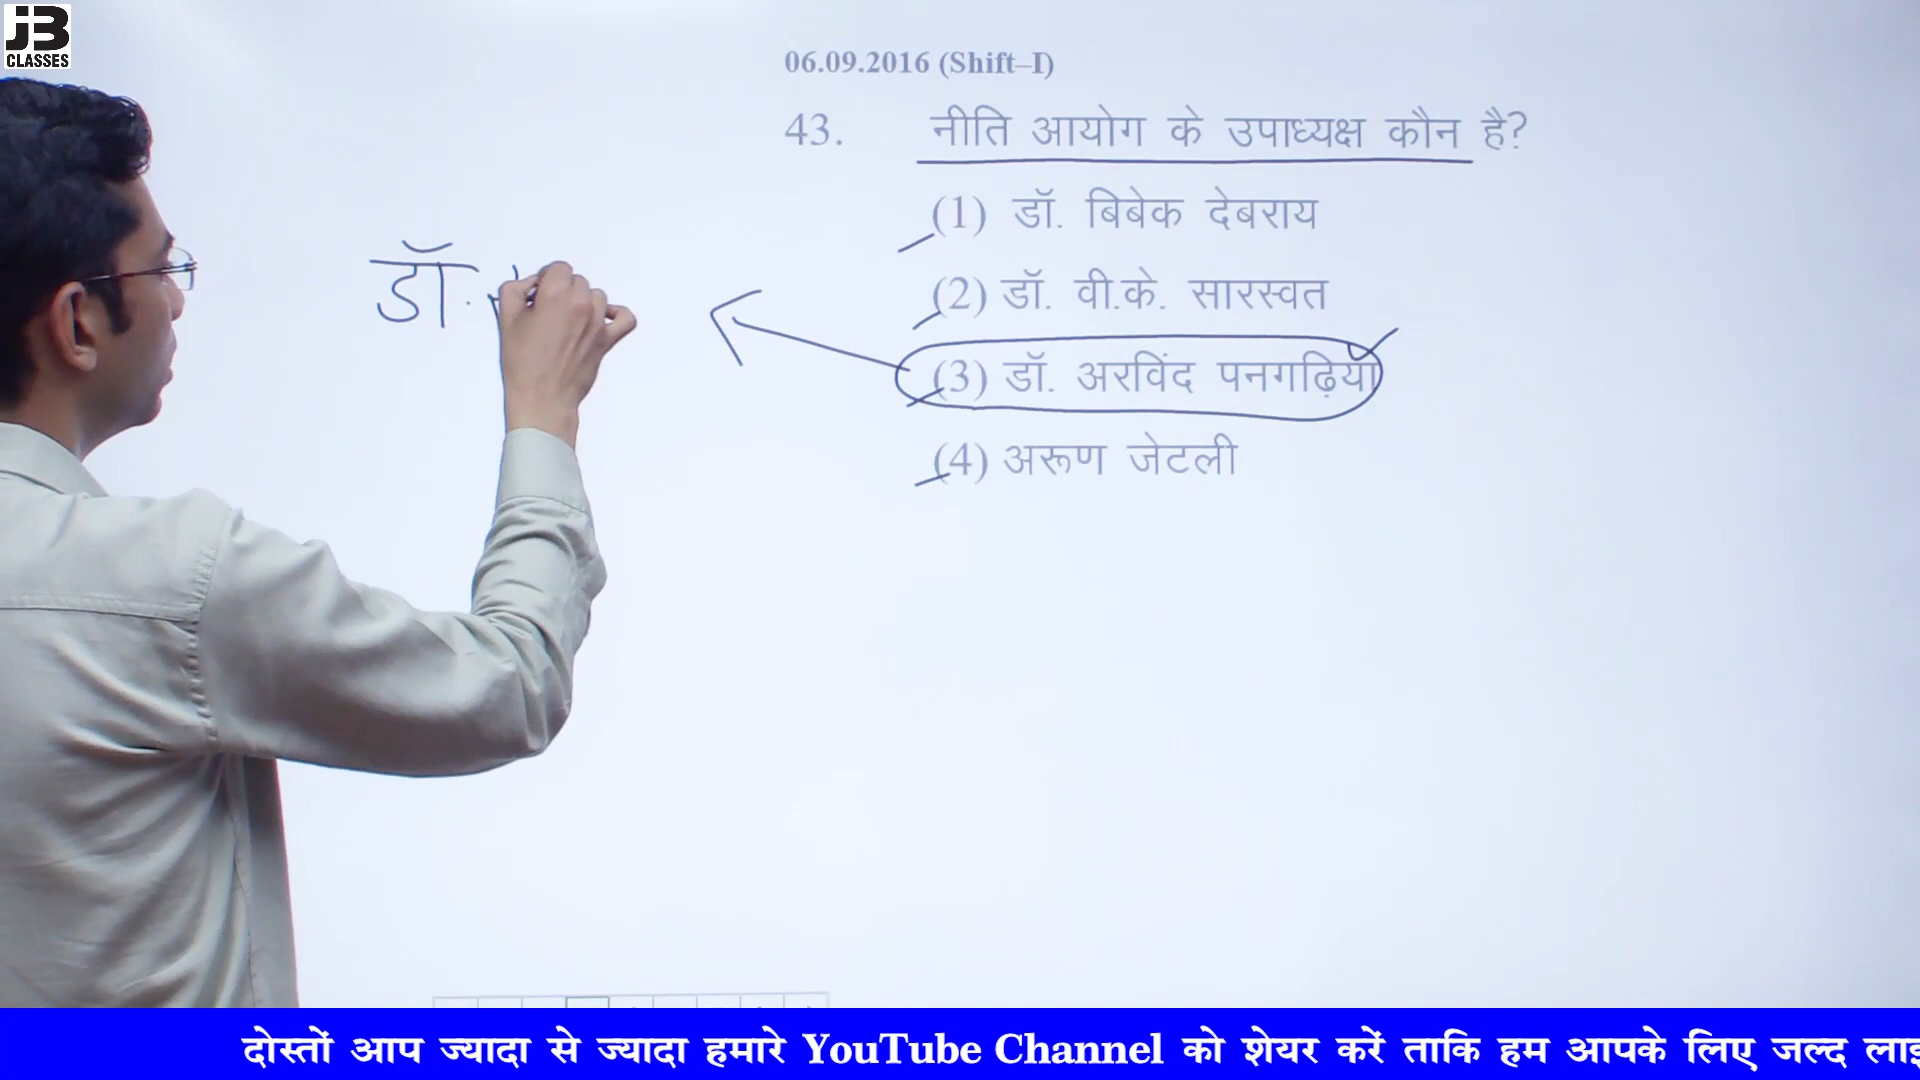 JB
CLASSES
06.09.2016 (Shift–I)
43. नीति आयोग के उपाध्यक्ष कौन है?
(1) डॉ. बिबेक देबराय
(2) डॉ. वी.के. सारस्वत
(3) डॉ. अरविंद पनगढ़िया
(4) अरूण जेटली
डॉ.
दोस्तों आप ज्यादा से ज्यादा हमारे YouTube Channel को शेयर करें ताकि हम आपके लिए जल्द